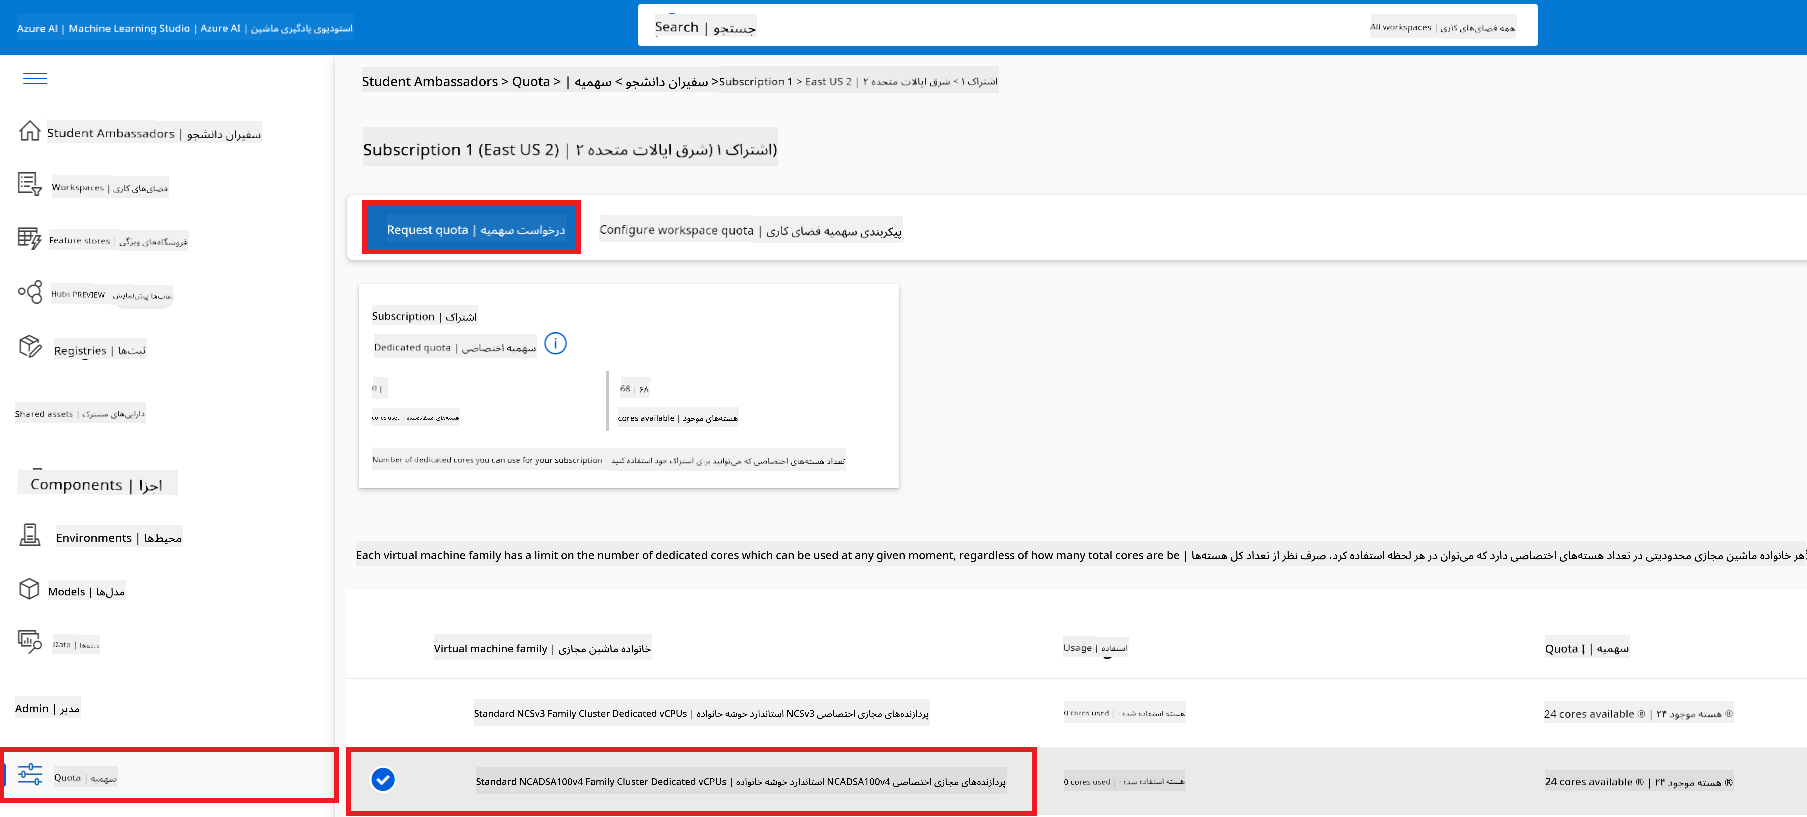 Azure AI | Machine Learning Studio | Azure AI | استودیوی یادگیری ماشین
Search | جستجو
All workspaces | همه فضای‌های کاری
Student Ambassadors > Quota > | سفیران دانشجو > سهمیه >Subscription 1 > East US 2 | اشتراک ۱ > شرق ایالات متحده ۲
Student Ambassadors | سفیران دانشجو
Subscription 1 (East US 2) | اشتراک ۱ (شرق ایالات متحده ۲)
Workspaces | فضای‌های کاری
Request quota | درخواست سهمیه
Configure workspace quota | پیکربندی سهمیه فضای کاری
Feature stores | فروشگاه‌های ویژگی
Hubs PREVIEW هاب‌ها پیش‌نمایش
Registries | ثبت‌ها
Subscription | اشتراک
Dedicated quota | سهمیه اختصاصی
68 | ۶۸
cores used | هسته‌های استفاده‌شده
cores available | هسته‌های موجود
Number of dedicated cores you can use for your subscription | تعداد هسته‌های اختصاصی که می‌توانید برای اشتراک خود استفاده کنید
Shared assets | دارایی‌های مشترک
Components | اجزا
Environments | محیط‌ها
Models | مدل‌ها
Data | داده‌ها
Admin | مدیر
Quota | سهمیه
Each virtual machine family has a limit on the number of dedicated cores which can be used at any given moment, regardless of how many total cores are be | هر خانواده ماشین مجازی محدودیتی در تعداد هسته‌های اختصاصی دارد که می‌توان در هر لحظه استفاده کرد، صرف نظر از تعداد کل هسته‌ها
Virtual machine family | خانواده ماشین مجازی
Usage | استفاده
Quota | سهمیه
Standard NCSv3 Family Cluster Dedicated vCPUs | پردازنده‌های مجازی اختصاصی NCSv3 استاندارد خوشه خانواده
0 cores used | ۰ هسته استفاده شده
24 cores available ® | ۲۴ هسته موجود ®
Standard NCADSA100v4 Family Cluster Dedicated vCPUs | پردازنده‌های مجازی اختصاصی NCADSA100v4 استاندارد خوشه خانواده
0 cores used | ۰ هسته استفاده شده
24 cores available ® | ۲۴ هسته موجود ®